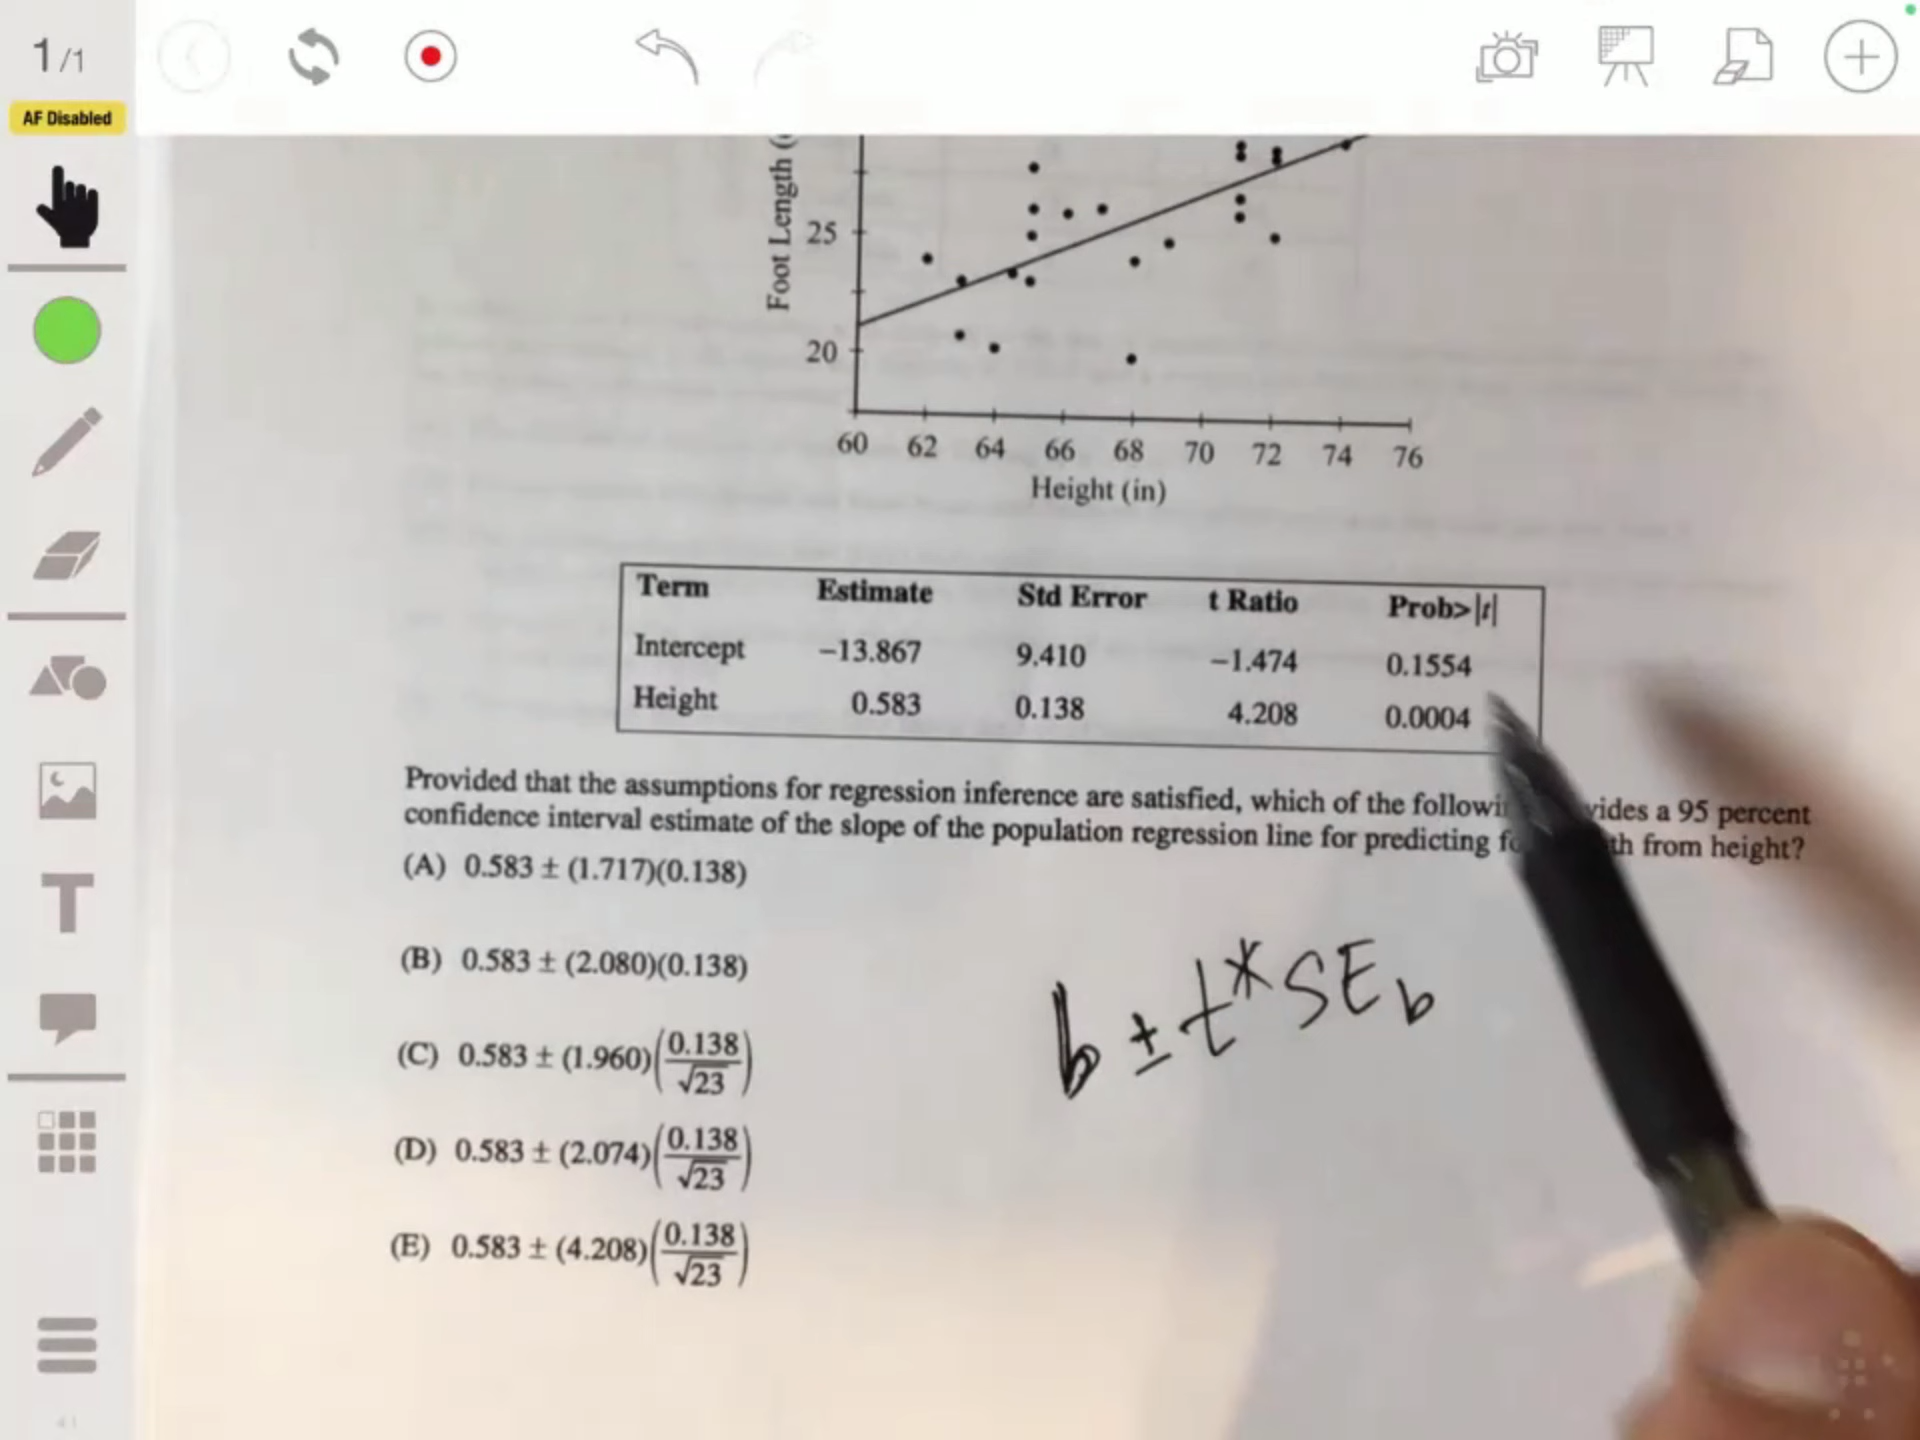 1/1
AF Disabled
Foot Length (
25
20
60 62 64 66 68 70 72 74 76
Height (in)
Term Estimate Std Error t Ratio Prob>|t|
Intercept −13.867 9.410 −1.474 0.1554
Height 0.583 0.138 4.208 0.0004
Provided that the assumptions for regression inference are satisfied, which of the a 95 percent
confidence interval estimate of the slope of the population regression line for predicting from height?
(A) 0.583 ± (1.717)(0.138)
(B) 0.583 ± (2.080)(0.138)
(C) 0.583 ± (1.960)(0.138/√23)
(D) 0.583 ± (2.074)(0.138/√23)
(E) 0.583 ± (4.208)(0.138/√23)
b ± t* SE_b
T